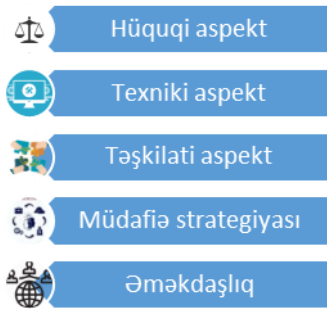 Hüquqi aspekt
Texniki aspekt
Təşkilati aspekt
Müdafiə strategiyası
Əməkdaşlıq